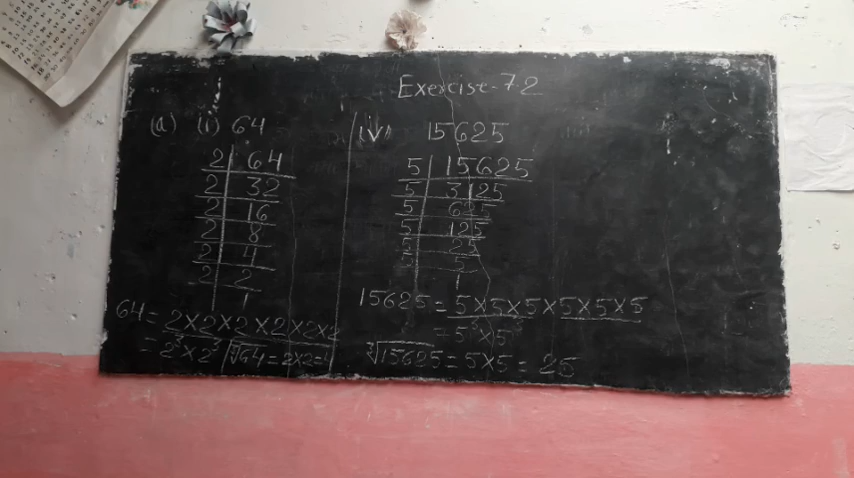 Exercise-7.2
(a) (i) 64
2 | 64
2 | 32
2 | 16
2 | 8
2 | 4
2 | 2
1
64 = 2×2×2×2×2×2
= 2³×2³ | ∛64 = 2×2=4
(iv) 15625
5 | 15625
5 | 3125
5 | 625
5 | 125
5 | 25
5 | 5
1
15625 = 5×5×5×5×5×5
= 5³×5³
∛15625 = 5×5 = 25